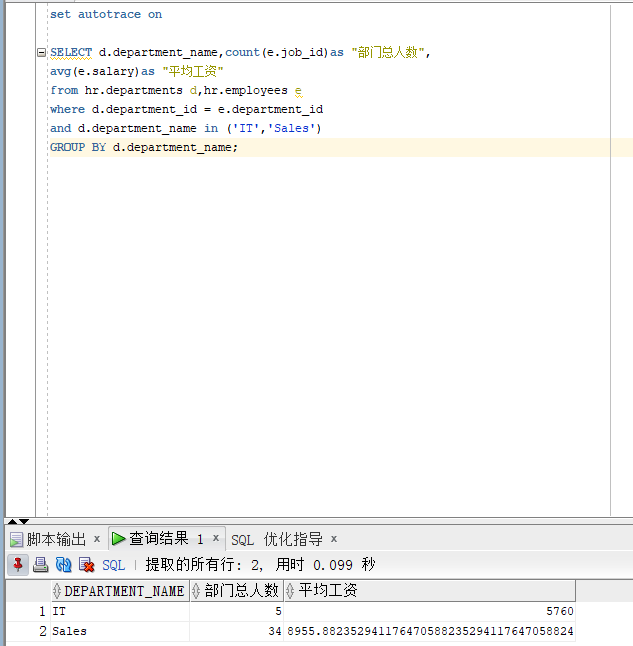 set autotrace on
SELECT d.department_name,count(e.job_id)as "部门总人数",
avg(e.salary)as "平均工资"
from hr.departments d,hr.employees e
where d.department_id = e.department_id
and d.department_name in ('IT','Sales')
GROUP BY d.department_name;
脚本输出 x 查询结果 1 x SQL 优化指导 x
SQL | 提取的所有行: 2, 用时 0.099 秒
DEPARTMENT_NAME 部门总人数 平均工资
1 IT 5 5760
2 Sales 34 8955.882352941176470588235294117647058824